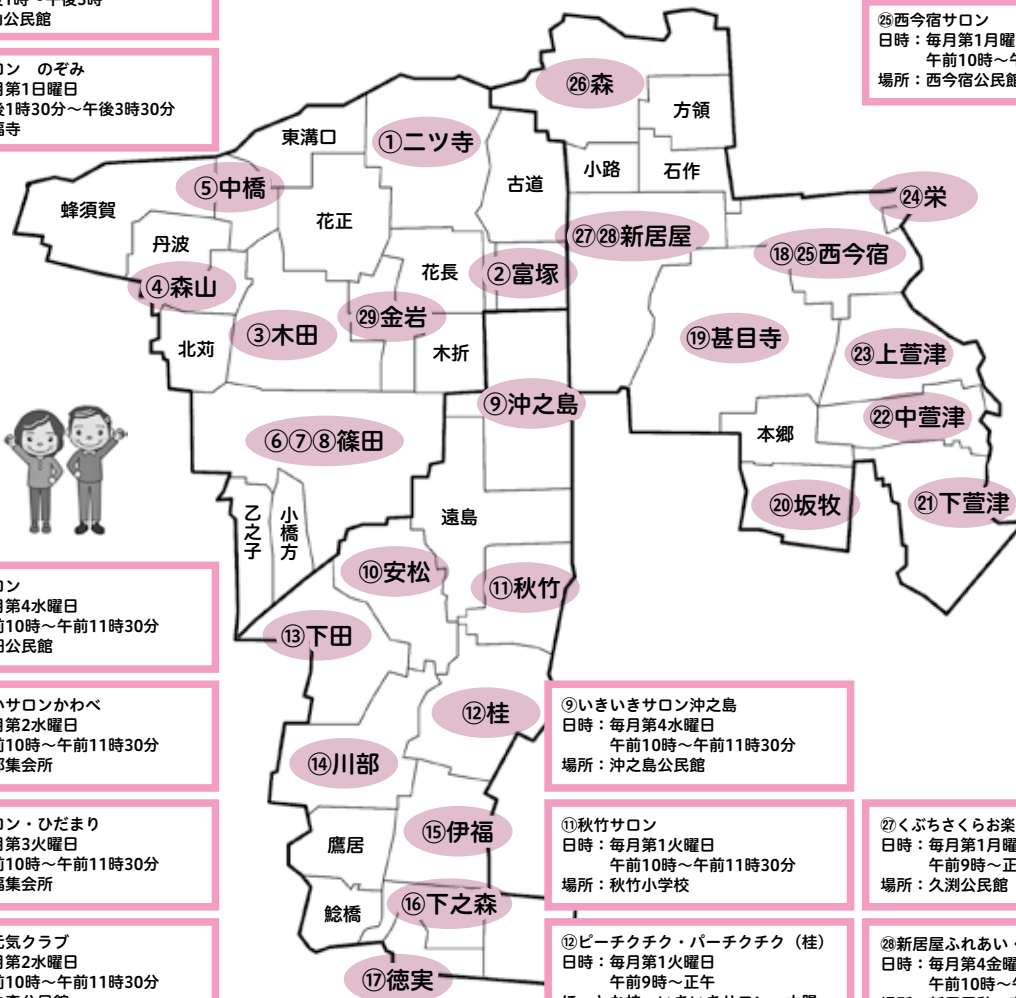 公民館
ロン　のぞみ
月第1日曜日
後1時30分～午後3時30分
福寺
㉕西今宿サロン
日時：毎月第1月曜
午前10時～午
場所：西今宿公民館
㉖森
方領
東溝口
①二ツ寺
小路
石作
古道
⑤中橋
㉔栄
蜂須賀
花正
丹波
㉗㉘新居屋
⑱㉕西今宿
花長
②富塚
④森山
㉙金岩
③木田
北苅
木折
⑲甚目寺
㉓上萱津
⑨沖之島
㉒中萱津
本郷
⑥⑦⑧篠田
⑳坂牧
㉑下萱津
乙之子
小橋方
遠島
⑩安松
⑪秋竹
ロン
月第4水曜日
前10時～午前11時30分
田公民館
⑬下田
いサロンかわべ
月第2水曜日
前10時～午前11時30分
部集会所
⑫桂
⑨いきいきサロン沖之島
日時：毎月第4水曜日
午前10時～午前11時30分
場所：沖之島公民館
⑭川部
ロン・ひだまり
月第3火曜日
前10時～午前11時30分
福集会所
⑮伊福
鷹居
⑪秋竹サロン
日時：毎月第1火曜日
午前10時～午前11時30分
場所：秋竹小学校
㉗くぶちさくらお楽
日時：毎月第1月曜
午前9時～正
場所：久渕公民館
⑯下之森
鯰橋
元気クラブ
月第2水曜日
前10時～午前11時30分
⑰徳実
⑫ピーチクチク・パーチクチク（桂）
日時：毎月第1火曜日
午前9時～正午
㉘新居屋ふれあい・
日時：毎月第4金曜
午前10時～午